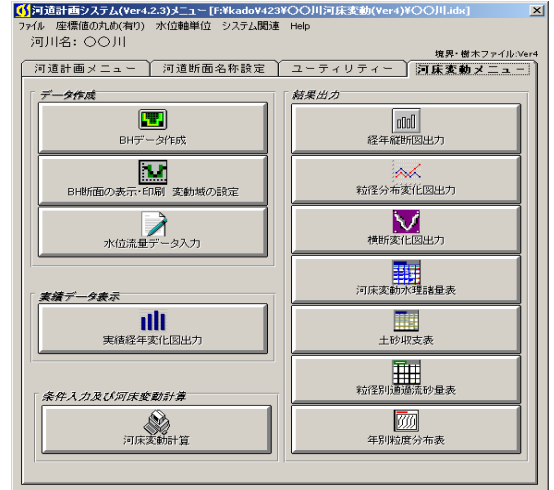 河道計画システム(Ver4.2.3)メニュー [F:¥kado¥423¥〇〇川河床変動(Ver4)¥〇〇川.idx]
ファイル 座標値の丸め(有り) 水位軸単位 システム関連 Help
河川名: 〇〇川
境界・樹木ファイル:Ver4
河道計画メニュー 河道断面名称設定 ユーティリティー 河床変動メニュー
データ作成
BHデータ作成
BH断面の表示・印刷 変動域の設定
水位流量データ入力
実績データ表示
実績経年変化図出力
条件入力及び河床変動計算
河床変動計算
結果出力
経年縦断図出力
粒径分布変化図出力
横断変化図出力
河床変動水理諸量表
土砂収支表
粒径別通過流砂量表
年別粒度分布表